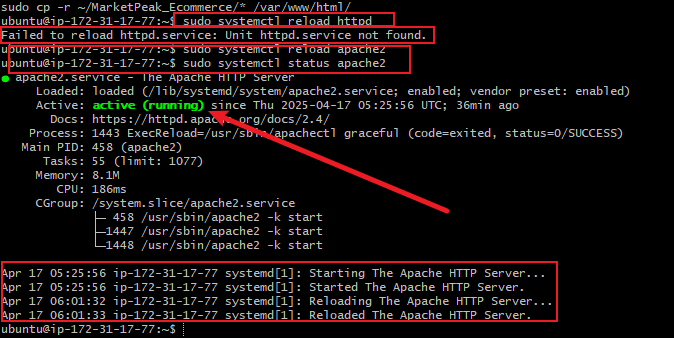 sudo cp -r ~/MarketPeak_Ecommerce/* /var/www/html/
ubuntu@ip-172-31-17-77:~$ sudo systemctl reload httpd
Failed to reload httpd.service: Unit httpd.service not found.
ubuntu@ip-172-31-17-77:~$ sudo systemctl reload apache2
ubuntu@ip-172-31-17-77:~$ sudo systemctl status apache2
● apache2.service - The Apache HTTP Server
Loaded: loaded (/lib/systemd/system/apache2.service; enabled; vendor preset: enabled)
Active: active (running) since Thu 2025-04-17 05:25:56 UTC; 36min ago
Docs: https://httpd.apache.org/docs/2.4/
Process: 1443 ExecReload=/usr/sbin/apachectl graceful (code=exited, status=0/SUCCESS)
Main PID: 458 (apache2)
Tasks: 55 (limit: 1077)
Memory: 8.1M
CPU: 186ms
CGroup: /system.slice/apache2.service
├─ 458 /usr/sbin/apache2 -k start
├─1447 /usr/sbin/apache2 -k start
└─1448 /usr/sbin/apache2 -k start
Apr 17 05:25:56 ip-172-31-17-77 systemd[1]: Starting The Apache HTTP Server...
Apr 17 05:25:56 ip-172-31-17-77 systemd[1]: Started The Apache HTTP Server.
Apr 17 06:01:32 ip-172-31-17-77 systemd[1]: Reloading The Apache HTTP Server...
Apr 17 06:01:33 ip-172-31-17-77 systemd[1]: Reloaded The Apache HTTP Server.
ubuntu@ip-172-31-17-77:~$